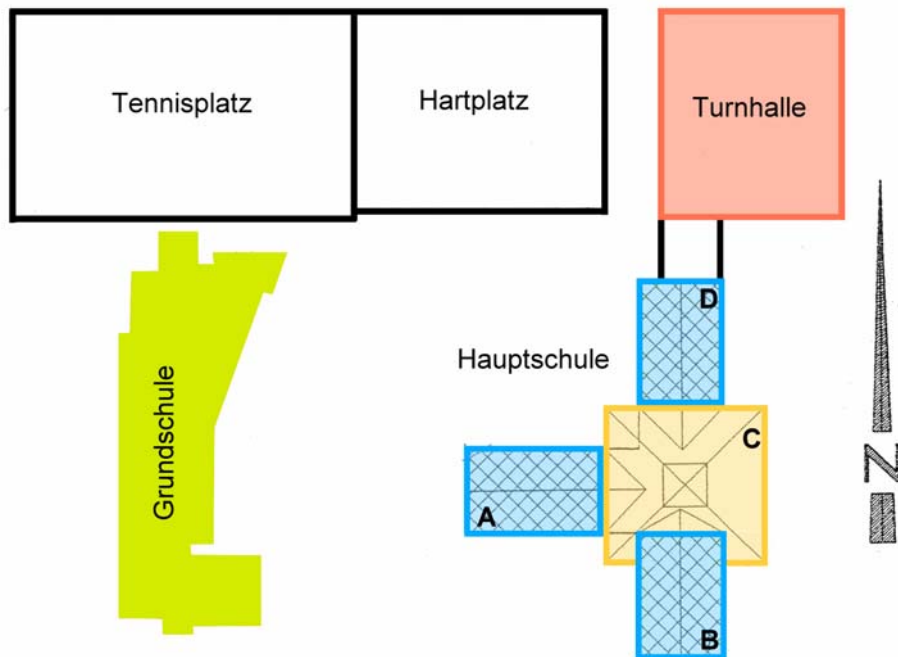 Tennisplatz
Hartplatz
Turnhalle
D
Hauptschule
C
Grundschule
A
B
N